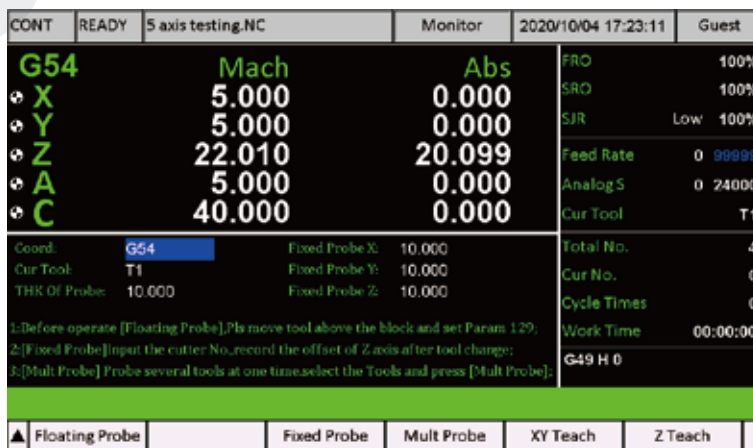 CONT READY 5 axis testing.NC Monitor 2020/10/04 17:23:11 Guest
G54 Mach Abs
X 5.000 0.000
Y 5.000 0.000
Z 22.010 20.099
A 5.000 0.000
C 40.000 0.000
FRO 100%
SRO 100%
SJR Low 100%
Feed Rate 0 99999
Analog S 0 24000
Cur Tool T1
Coord: G54 Fixed Probe X: 10.000
Cur Tool: T1 Fixed Probe Y: 10.000
THK Of Probe: 10.000 Fixed Probe Z: 10.000
1:Before operate [Floating Probe],Pls move tool above the block and set Param 129;
2:[Fixed Probe]Input the cutter No.,record the offset of Z axis after tool change;
3:[Mult Probe] Probe several tools at one time,select the Tools and press [Mult Probe];
Total No.
Cur No.
Cycle Times
Work Time 00:00:00
G49 H 0
▲ Floating Probe Fixed Probe Mult Probe XY Teach Z Teach